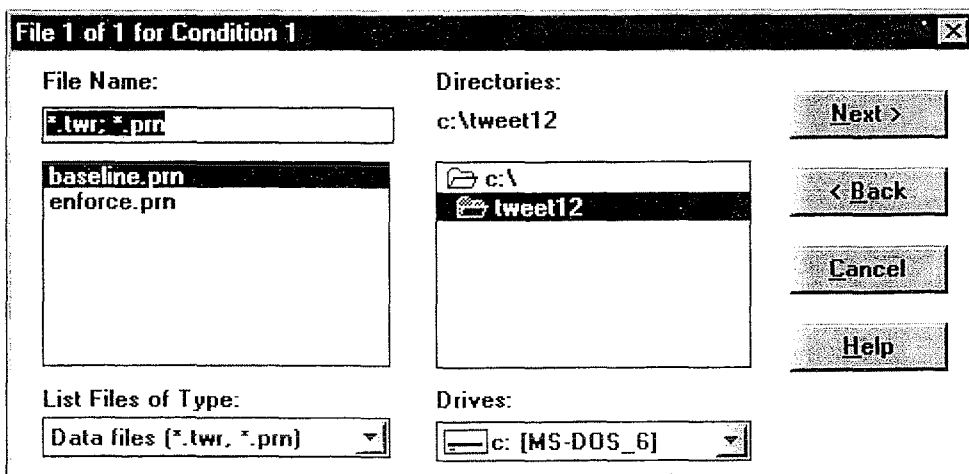 File 1 of 1 for Condition 1
File Name:
*.twr; *.prn
baseline.prn
enforce.prn
List Files of Type:
Data files (*.twr, *.prn)
Directories:
c:\tweet12
c:\
tweet12
Drives:
c: [MS-DOS_6]
Next >
< Back
Cancel
Help